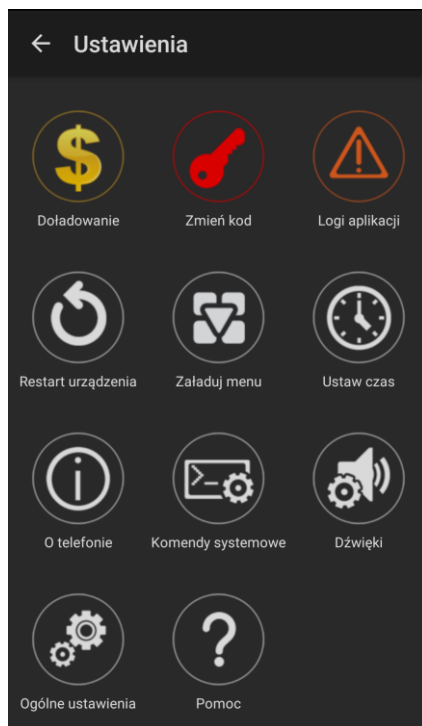 Ustawienia
Doładowanie
Zmień kod
Logi aplikacji
Restart urządzenia
Załaduj menu
Ustaw czas
O telefonie
Komendy systemowe
Dźwięki
Ogólne ustawienia
Pomoc